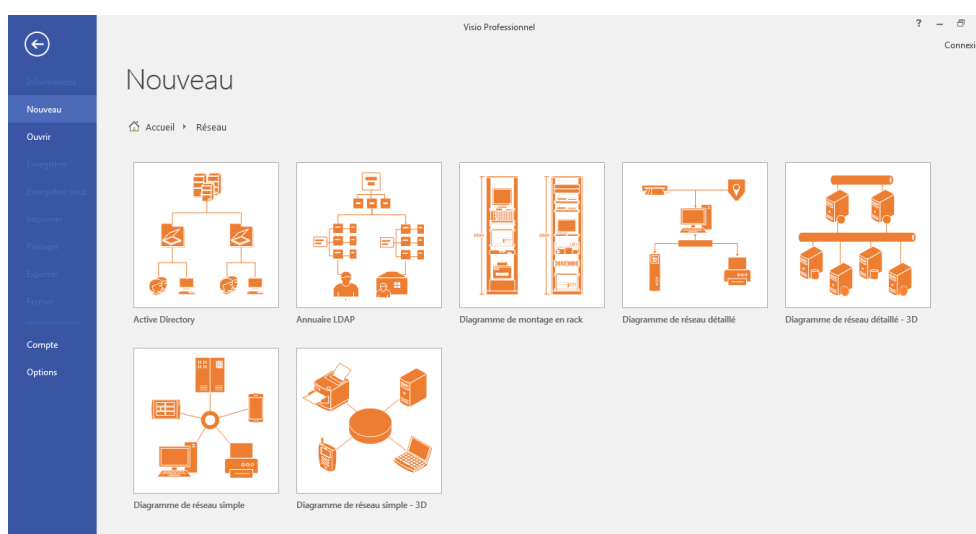 Visio Professionnel
?
Connexi
Informations
Nouveau
Ouvrir
Enregistrer
Enregistrer sous
Imprimer
Partager
Exporter
Fermer
Compte
Options
Nouveau
Accueil Réseau
Active Directory
Annuaire LDAP
Diagramme de montage en rack
Diagramme de réseau détaillé
Diagramme de réseau détaillé - 3D
Diagramme de réseau simple
Diagramme de réseau simple - 3D